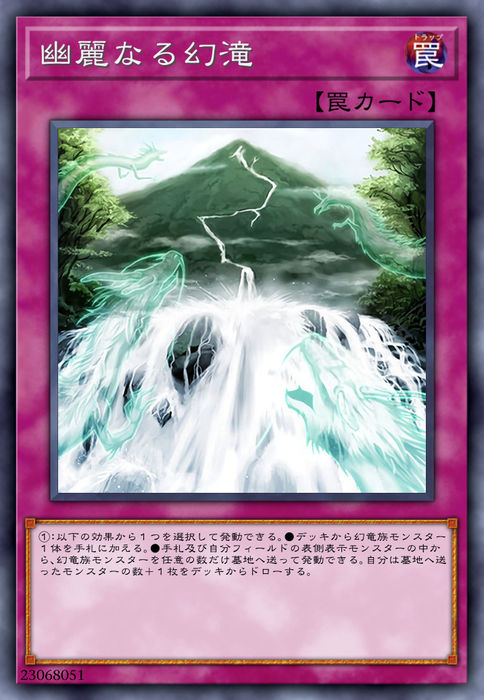 幽麗なる幻滝
トラップ
罠
【罠カード】
①:以下の効果から１つを選択して発動できる。●デッキから幻竜族モンスター
１体を手札に加える。●手札及び自分フィールドの表側表示モンスターの中か
ら、幻竜族モンスターを任意の数だけ墓地へ送って発動できる。自分は墓地へ送
ったモンスターの数＋１枚をデッキからドローする。
23068051